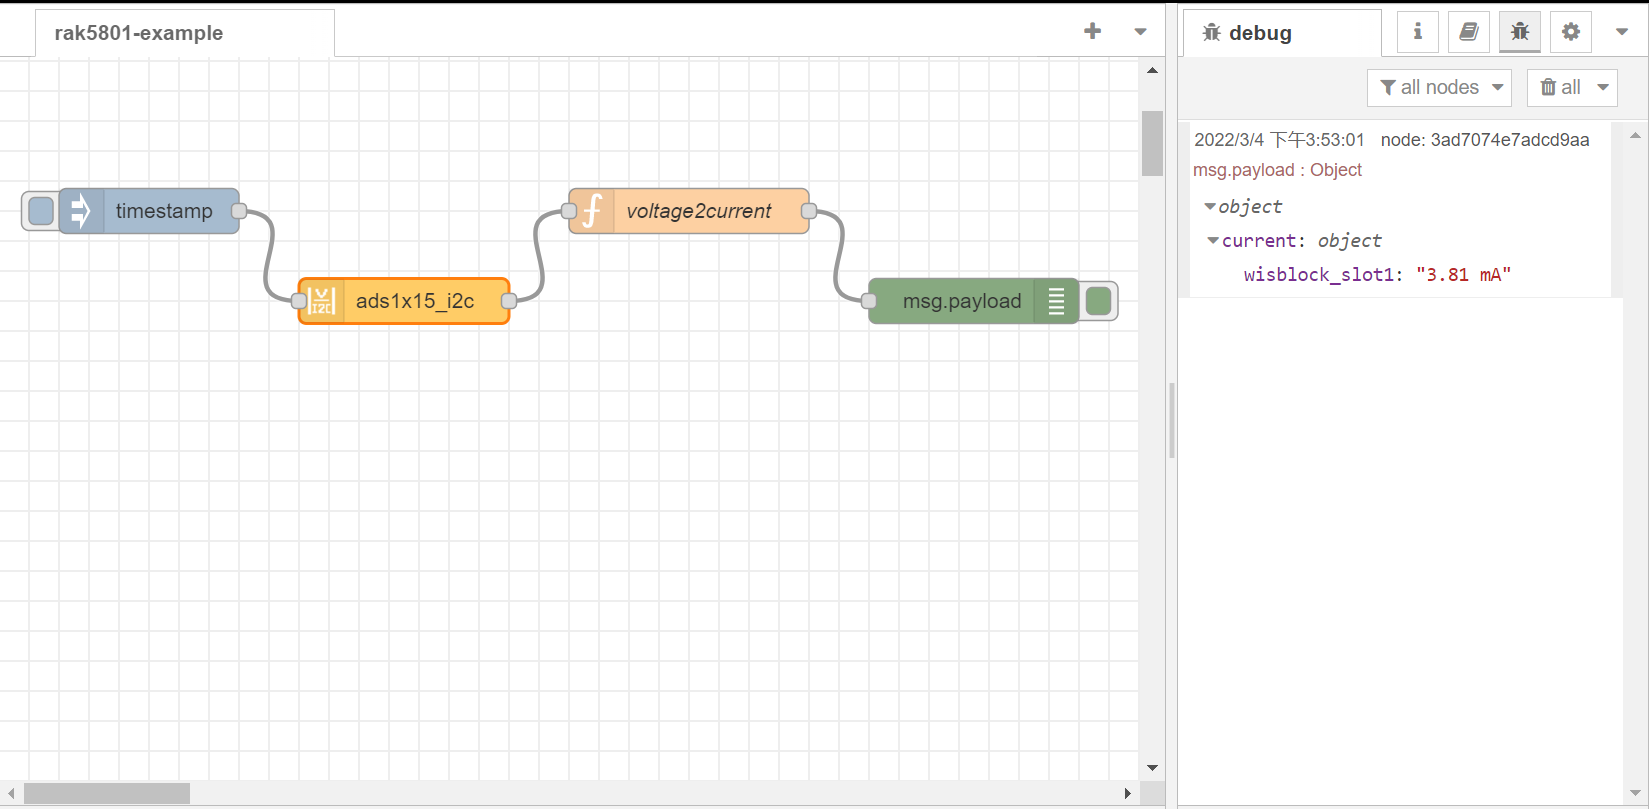 rak5801-example
debug
all nodes
all
2022/3/4 下午3:53:01 node: 3ad7074e7adcd9aa
msg.payload : Object
object
current: object
wisblock_slot1: "3.81 mA"
timestamp
voltage2current
V
I2C
ads1x15_i2c
msg.payload